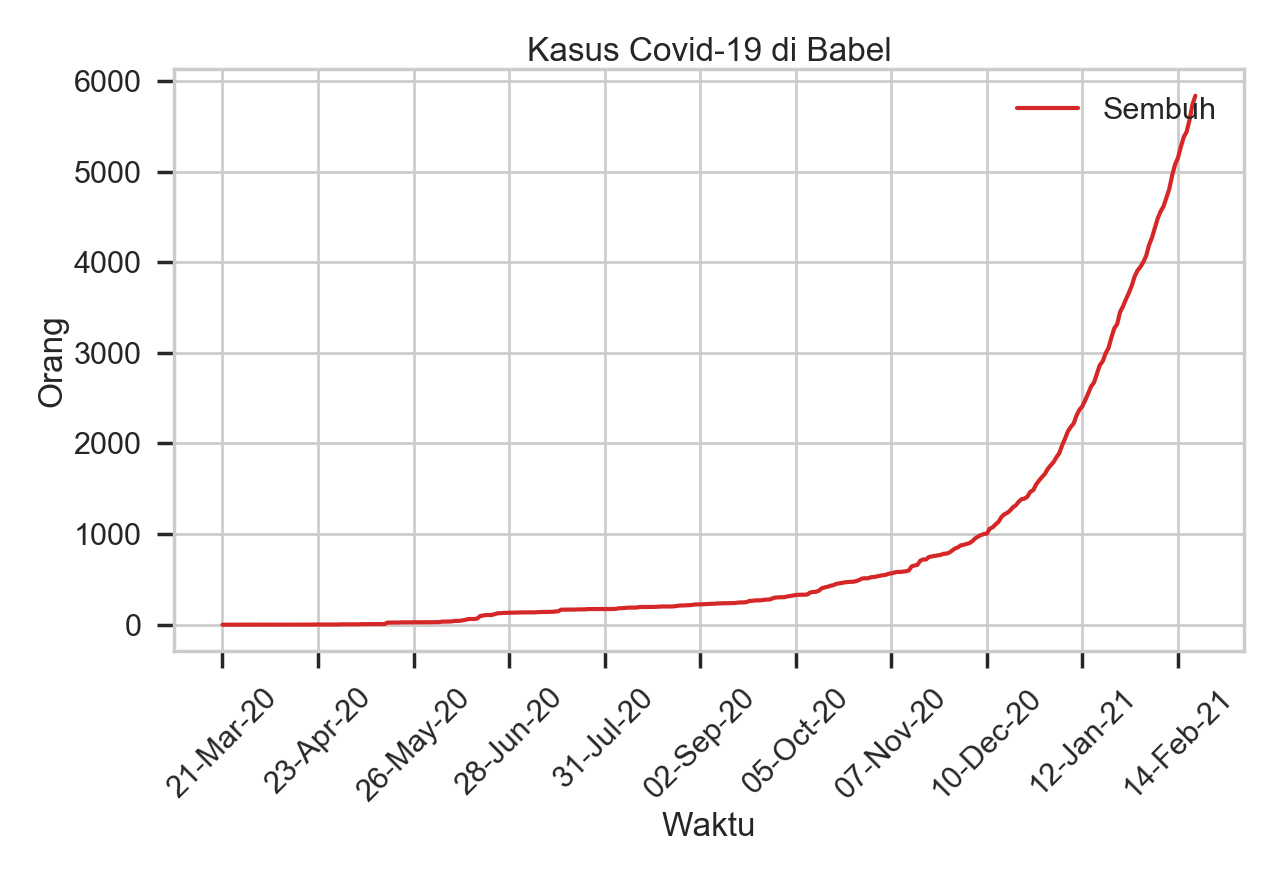 Kasus Covid-19 di Babel
Sembuh
Orang
6000
5000
4000
3000
2000
1000
0
21-Mar-20
23-Apr-20
26-May-20
28-Jun-20
31-Jul-20
02-Sep-20
05-Oct-20
07-Nov-20
10-Dec-20
12-Jan-21
14-Feb-21
Waktu